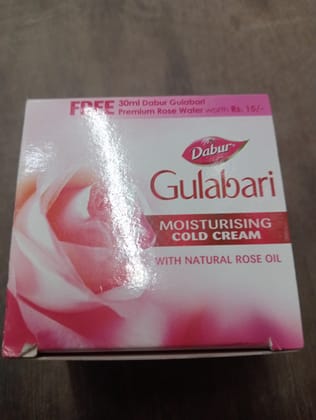 FREE 30ml Dabur Gulabari
Premium Rose Water worth Rs. 15/-
Dabur
Gulabari
MOISTURISING
COLD CREAM
WITH NATURAL ROSE OIL